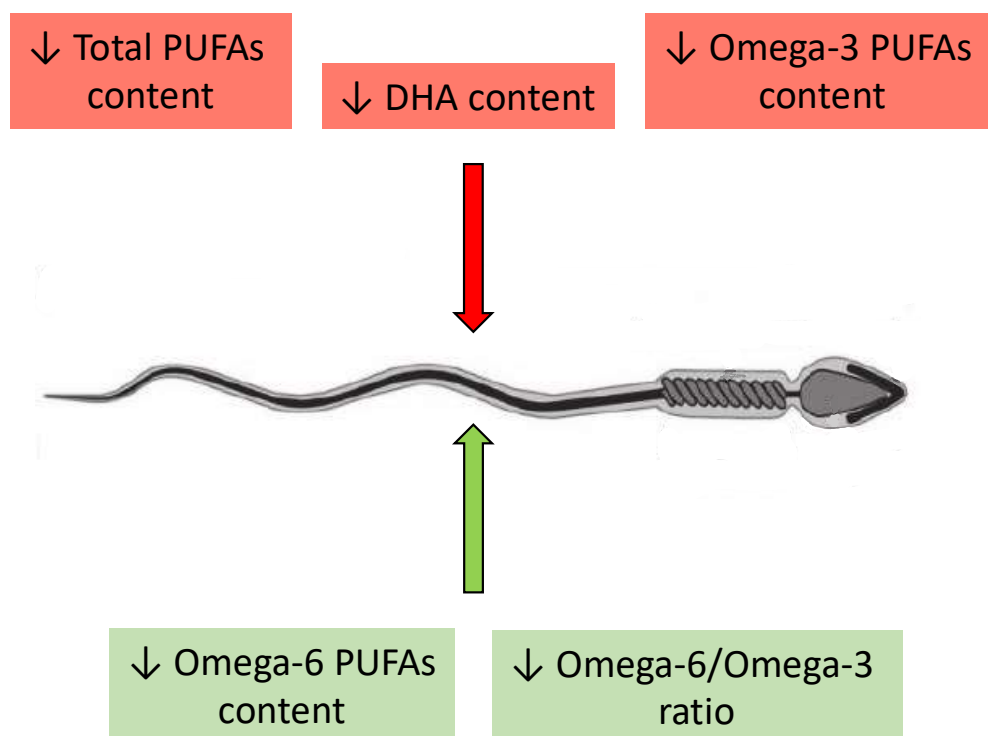 ↓ Total PUFAs
content
↓ DHA content
↓ Omega-3 PUFAs
content
↓ Omega-6 PUFAs
content
↓ Omega-6/Omega-3
ratio